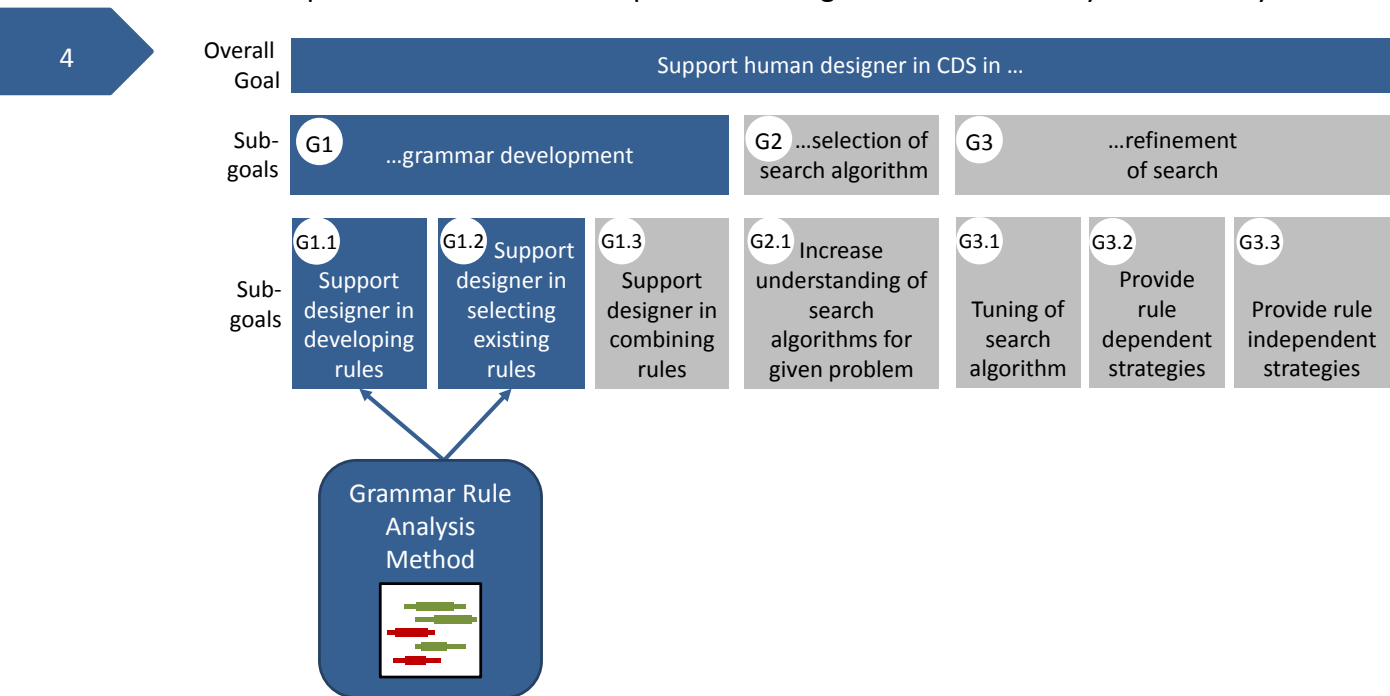 4
Overall
Goal
Support human designer in CDS in …
Sub-
goals
G1
…grammar development
G2 …selection of
search algorithm
G3
…refinement
of search
Sub-
goals
G1.1
Support
designer in
developing
rules
G1.2 Support
designer in
selecting
existing
rules
G1.3
Support
designer in
combining
rules
G2.1 Increase
understanding of
search
algorithms for
given problem
G3.1
Tuning of
search
algorithm
G3.2
Provide
rule
dependent
strategies
G3.3
Provide rule
independent
strategies
Grammar Rule
Analysis
Method